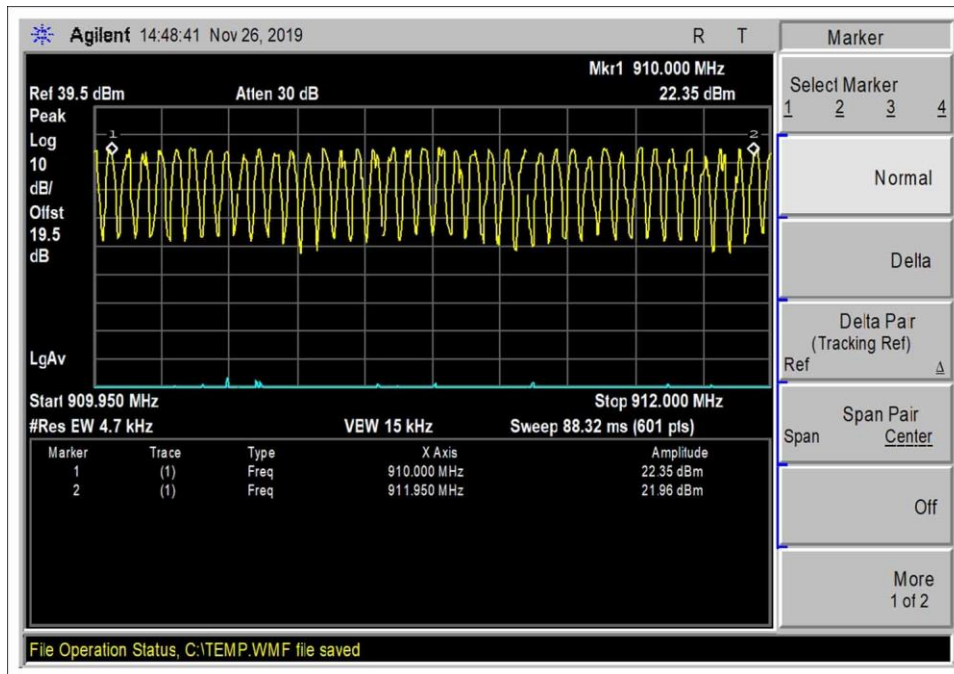 Agilent 14:48:41 Nov 26, 2019 R T
Mkr1 910.000 MHz
Ref 39.5 dBm Atten 30 dB 22.35 dBm
Peak
Log
10
dB/
Offst
19.5
dB
LgAv
1 2
Start 909.950 MHz Stop 912.000 MHz
#Res EW 4.7 kHz VEW 15 kHz Sweep 88.32 ms (601 pts)
Marker Trace Type X Axis Amplitude
1 (1) Freq 910.000 MHz 22.35 dBm
2 (1) Freq 911.950 MHz 21.96 dBm
File Operation Status, C:\TEMP.WMF file saved
Marker
Select Marker
1 2 3 4
Normal
Delta
Delta Pair
(Tracking Ref)
Ref Δ
Span Pair
Span Center
Off
More
1 of 2